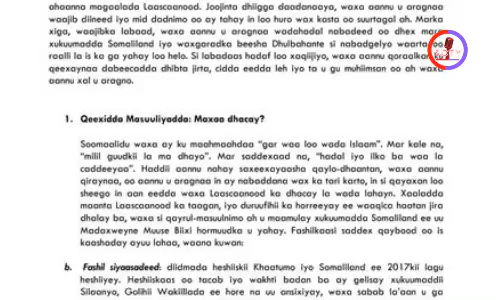 ahaanna magaalada Laascaanood. Joojinta dhiigga daadanaaya, waxa aannu u aragnaa
waajib diineed iyo mid dadnimo oo ay tahay in loo huro wax kasta oo suurtagal ah. Marka
xiga, waajibka labaad, waxa aannu u aragnaa wadahadal nabadeed oo dhex mara
xukuumadda Somaliland iyo waxgaradka beesha Dhulbahante si nabadgelyo waarta oo
raalli la is ka ga yahay loo helo. Si labadaas hadaf loo xaqiijiyo, waxa aannu qoraalkan ku
qeexaynaa dabeecadda dhibta jirta, cidda eedda leh iyo ta u gu muhiimsan oo ah waxa
aannu xal u aragno.
1. Qeexidda Masuuliyadda: Maxaa dhacay?
Soomaalidu waxa ay ku maahmaahdaa "gar waa loo wada Islaam". Mar kale na,
"milil guudkii la ma dhayo". Mar saddexaad na, "hadal iyo ilko ba waa la
caddeeyaa". Haddii aannu nahay saxeexayaasha qaylo-dhaantan, waxa aannu
qiraynaa, oo aannu u aragnaa in ay nabaddana wax ka tari karto, in si qayaxan loo
sheego in aan eedda waxa Laascaanood ka dhacay la wada lahayn. Xaaladda
maanta Laascaanood ka taagan, iyo duruufihii ka horreeyay ee waaqica haatan jira
dhalay ba, waxa si qayrul-masuulnimo ah u maamulay xukuumadda Somaliland ee uu
Madaxweyne Muuse Biixi hormuudka u yahay. Fashilkaasi saddex qaybood oo is
kaashaday ayuu lahaa, waana kuwan:
b. Fashil siyaasadeed: diidmada heshiiskii Khaatumo iyo Somaliland ee 2017kii lagu
heshiiyey. Heshiiskaas oo tacab iyo wakhti badan ba ay gelisay xukuumaddii
Siilaanyo, Golihii Wakiillada ee hore na uu ansixiyay, waxa sabab la'aan u ga